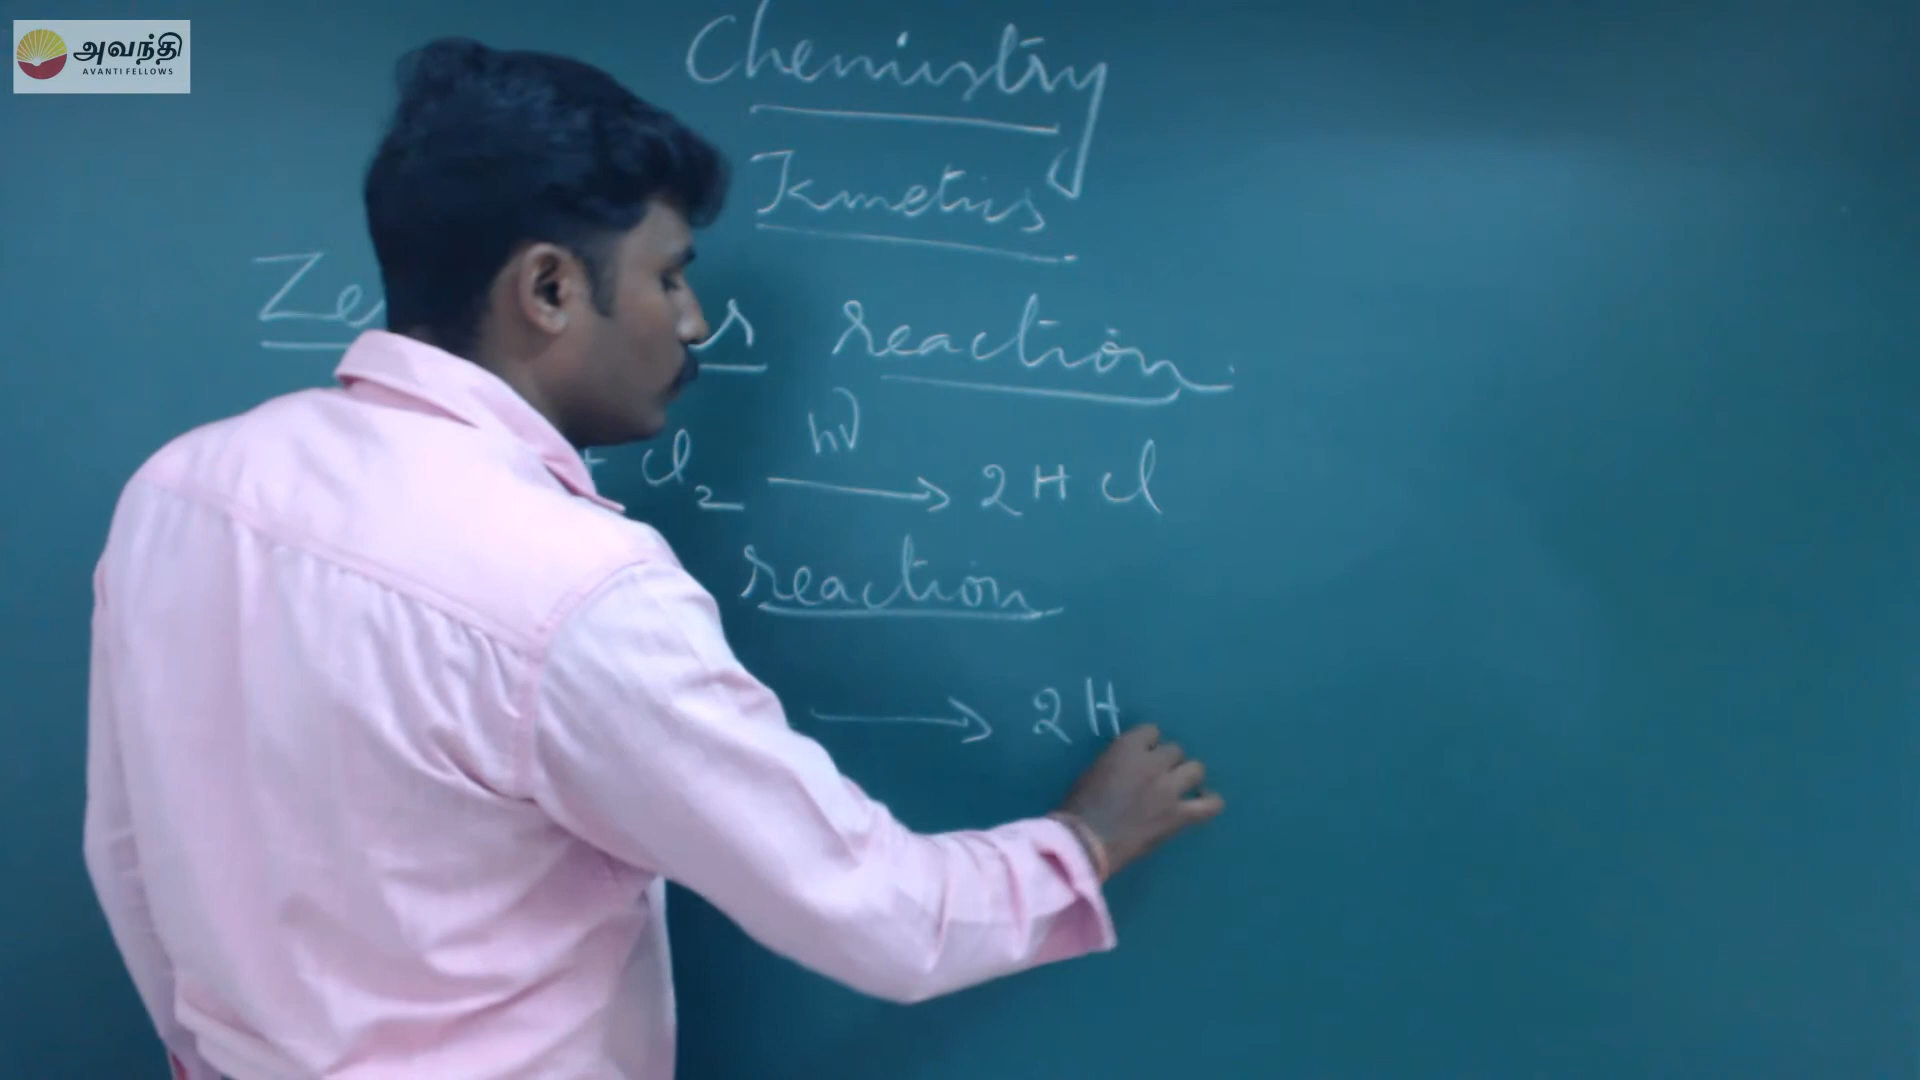 அவந்தி
AVANTI FELLOWS
Chemistry
Kinetics
reaction.
hν
Cl₂ ⟶ 2HCl
reaction
⟶ 2H